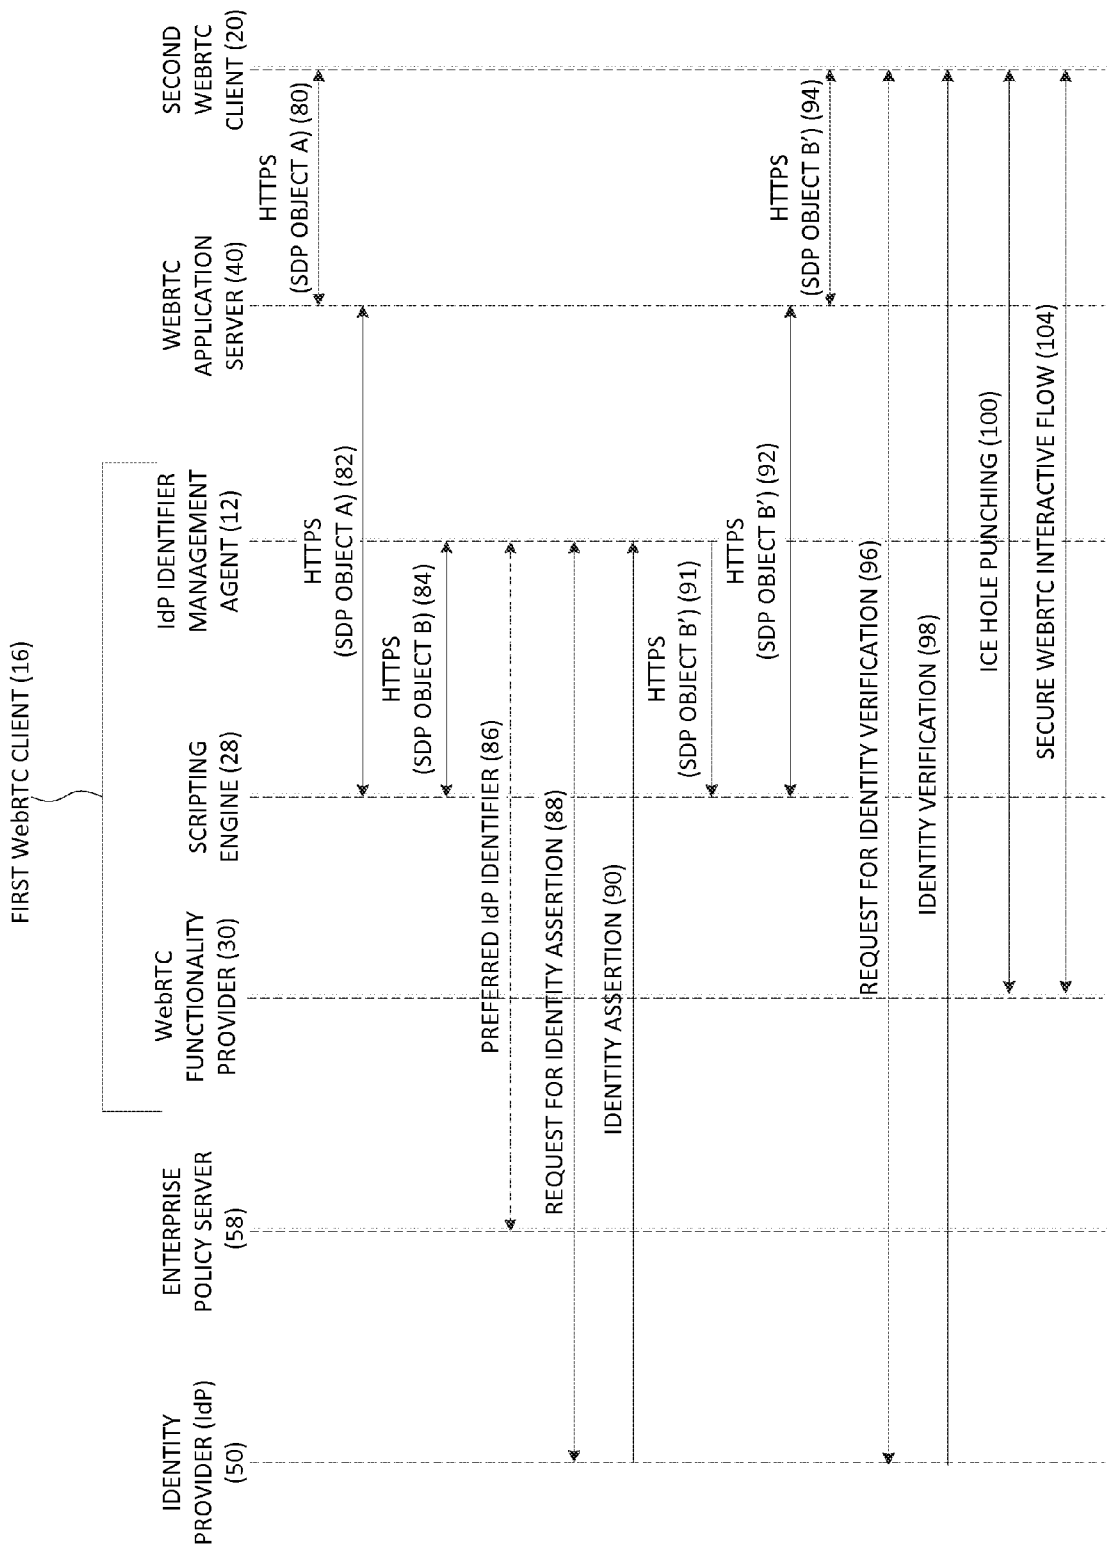 FIRST WebRTC CLIENT (16)
IDENTITY
PROVIDER (IdP)
(50)
ENTERPRISE
POLICY SERVER
(58)
WebRTC
FUNCTIONALITY
PROVIDER (30)
SCRIPTING
ENGINE (28)
IdP IDENTIFIER
MANAGEMENT
AGENT (12)
WEBRTC
APPLICATION
SERVER (40)
SECOND
WEBRTC
CLIENT (20)
HTTPS
(SDP OBJECT A) (80)
HTTPS
(SDP OBJECT A) (82)
HTTPS
(SDP OBJECT B) (84)
PREFERRED IdP IDENTIFIER (86)
REQUEST FOR IDENTITY ASSERTION (88)
IDENTITY ASSERTION (90)
HTTPS
(SDP OBJECT B’) (91)
HTTPS
(SDP OBJECT B’) (92)
HTTPS
(SDP OBJECT B’) (94)
REQUEST FOR IDENTITY VERIFICATION (96)
IDENTITY VERIFICATION (98)
ICE HOLE PUNCHING (100)
SECURE WEBRTC INTERACTIVE FLOW (104)